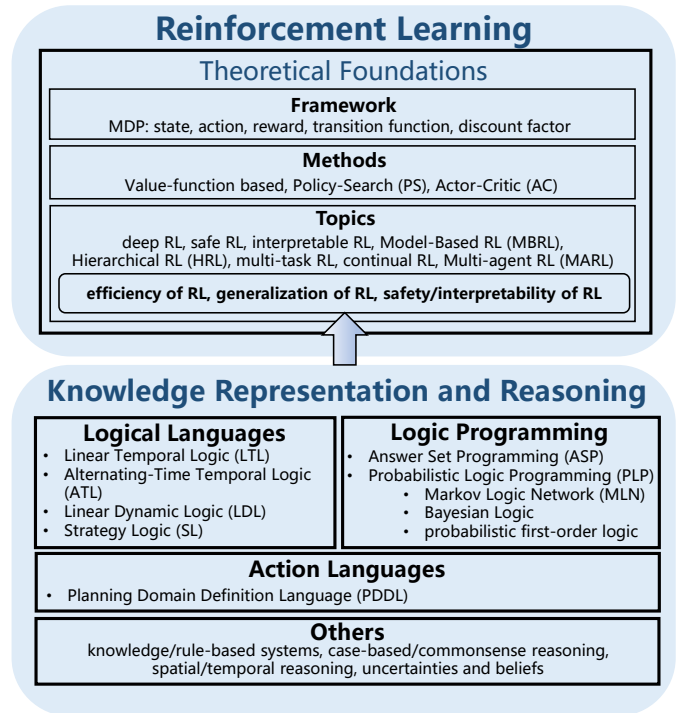 Reinforcement Learning
Theoretical Foundations
Framework
MDP: state, action, reward, transition function, discount factor
Methods
Value-function based, Policy-Search (PS), Actor-Critic (AC)
Topics
deep RL, safe RL, interpretable RL, Model-Based RL (MBRL),
Hierarchical RL (HRL), multi-task RL, continual RL, Multi-agent RL (MARL)
efficiency of RL, generalization of RL, safety/interpretability of RL
Knowledge Representation and Reasoning
Logical Languages
• Linear Temporal Logic (LTL)
• Alternating-Time Temporal Logic
(ATL)
• Linear Dynamic Logic (LDL)
• Strategy Logic (SL)
Logic Programming
• Answer Set Programming (ASP)
• Probabilistic Logic Programming (PLP)
• Markov Logic Network (MLN)
• Bayesian Logic
• probabilistic first-order logic
Action Languages
• Planning Domain Definition Language (PDDL)
Others
knowledge/rule-based systems, case-based/commonsense reasoning,
spatial/temporal reasoning, uncertainties and beliefs